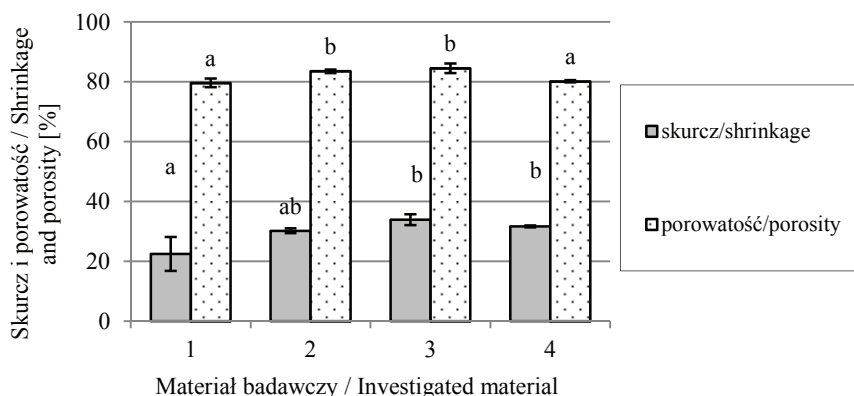 Skurcz i porowatość / Shrinkage
and porosity [%]
100
80
60
40
20
0
a
b
b
a
a
ab
b
b
1
2
3
4
Materiał badawczy / Investigated material
skurcz/shrinkage
porowatość/porosity